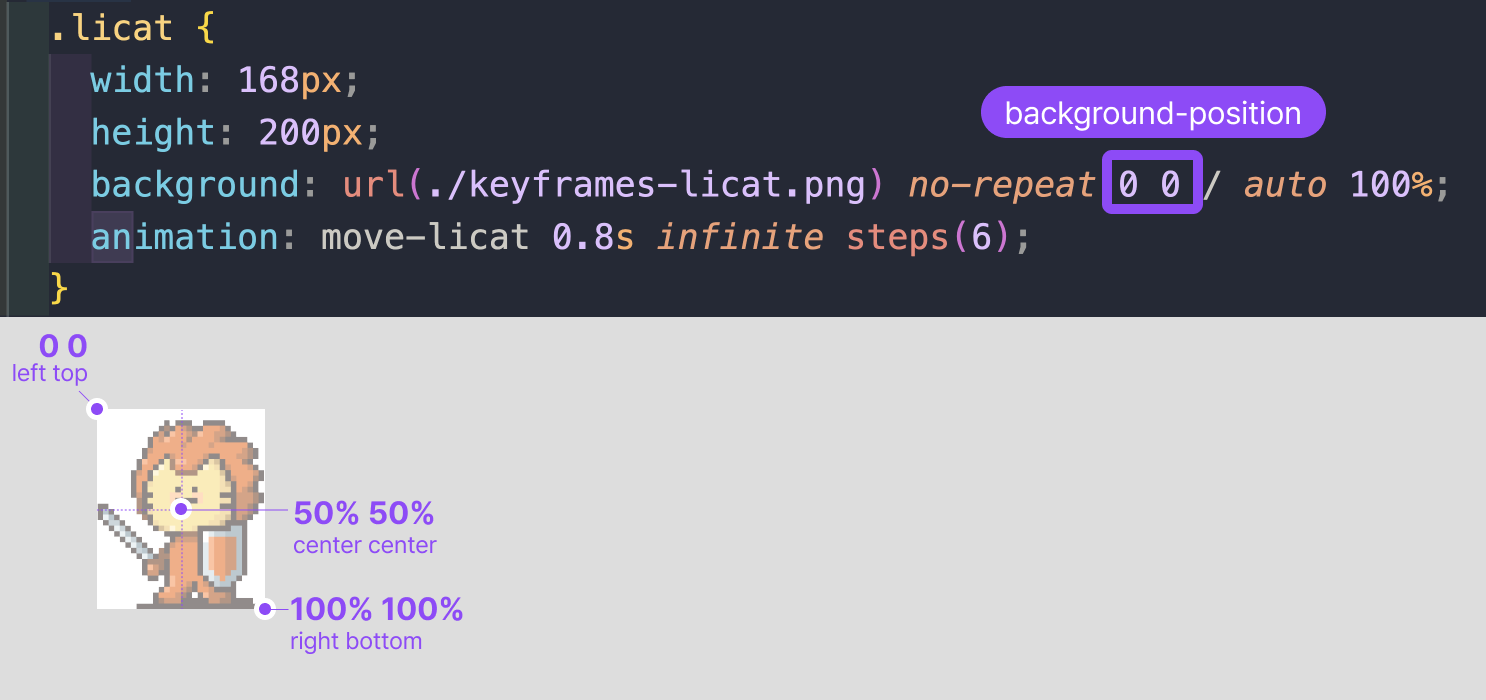 .licat {
width: 168px;
height: 200px;
background-position
background: url(./keyframes-licat.png) no-repeat 0 0 / auto 100%;
animation: move-licat 0.8s infinite steps(6);
}
0 0
left top
50% 50%
center center
100% 100%
right bottom